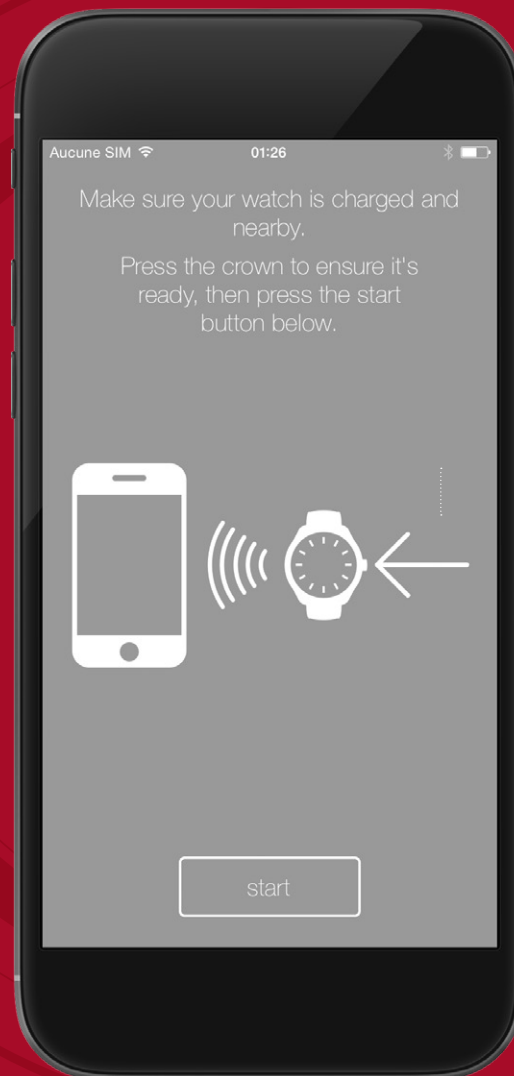 Aucune SIM 01:26
Make sure your watch is charged and
nearby.
Press the crown to ensure it's
ready, then press the start
button below.
start